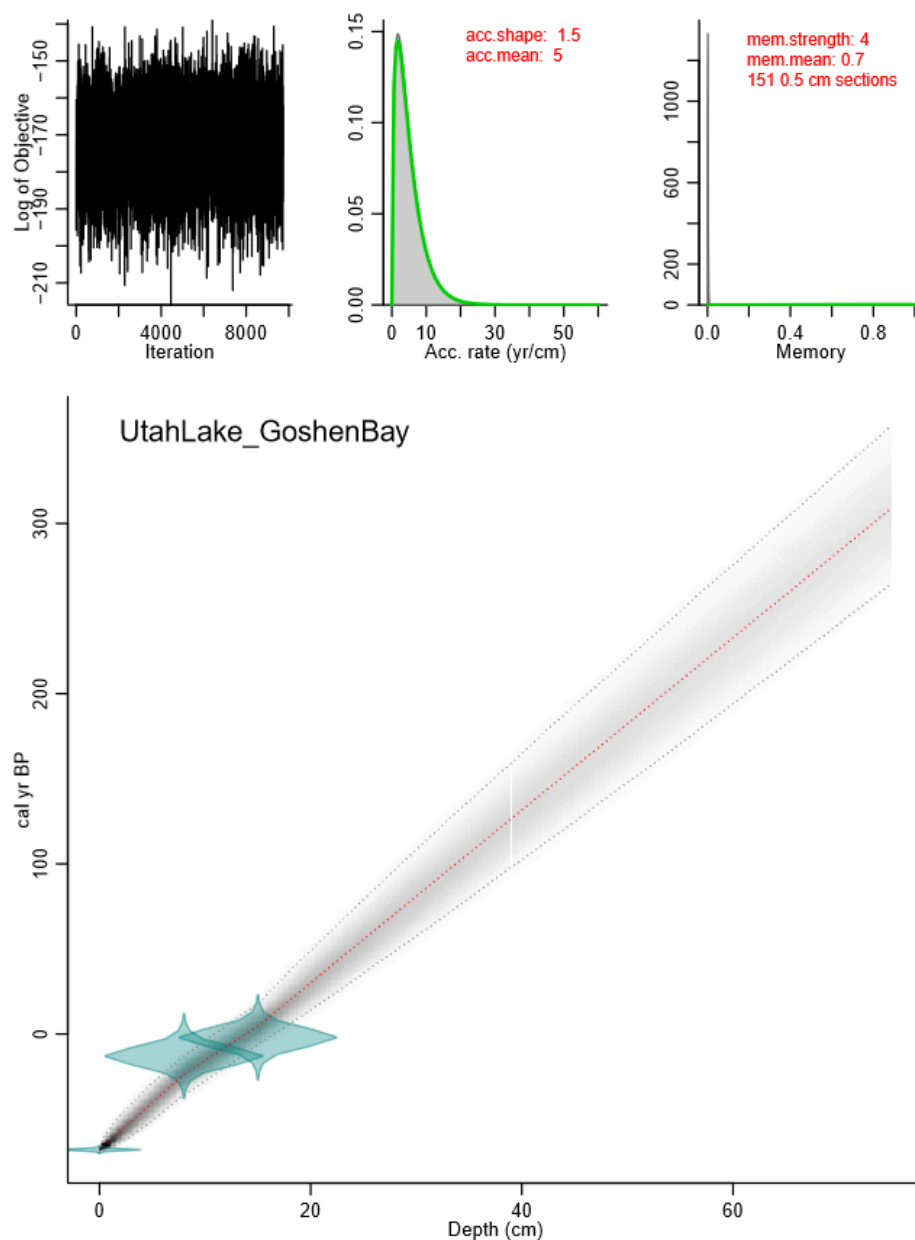 Log of Objective
-150
-170
-190
-210
0
4000
8000
Iteration
acc.shape: 1.5
acc.mean: 5
0.15
0.10
0.05
0.00
0
10
30
50
Acc. rate (yr/cm)
mem.strength: 4
mem.mean: 0.7
151 0.5 cm sections
1000
600
200
0
0.0
0.4
0.8
Memory
UtahLake_GoshenBay
cal yr BP
300
200
100
0
0
20
40
60
Depth (cm)